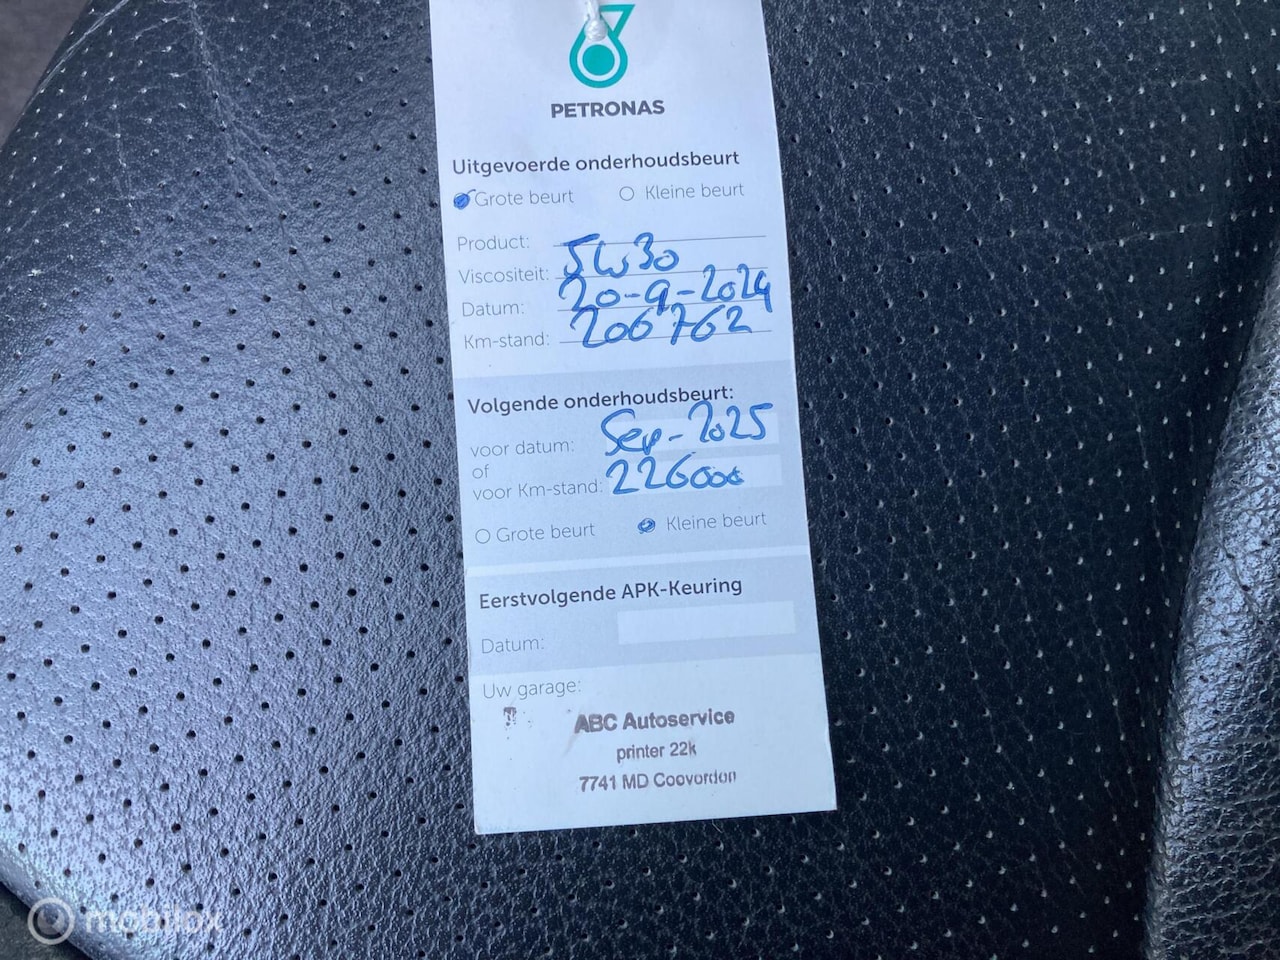 PETRONAS
Uitgevoerde onderhoudsbeurt
Grote beurt Kleine beurt
Product:
Viscositeit: 5W30
Datum: 20-9-2024
Km-stand: 206762
Volgende onderhoudsbeurt:
voor datum: Sep-2025
of
voor Km-stand: 226000
Grote beurt Kleine beurt
Eerstvolgende APK-Keuring
Datum:
Uw garage:
ABC Autoservice
printer 22k
7741 MD Coevorden
mobilox